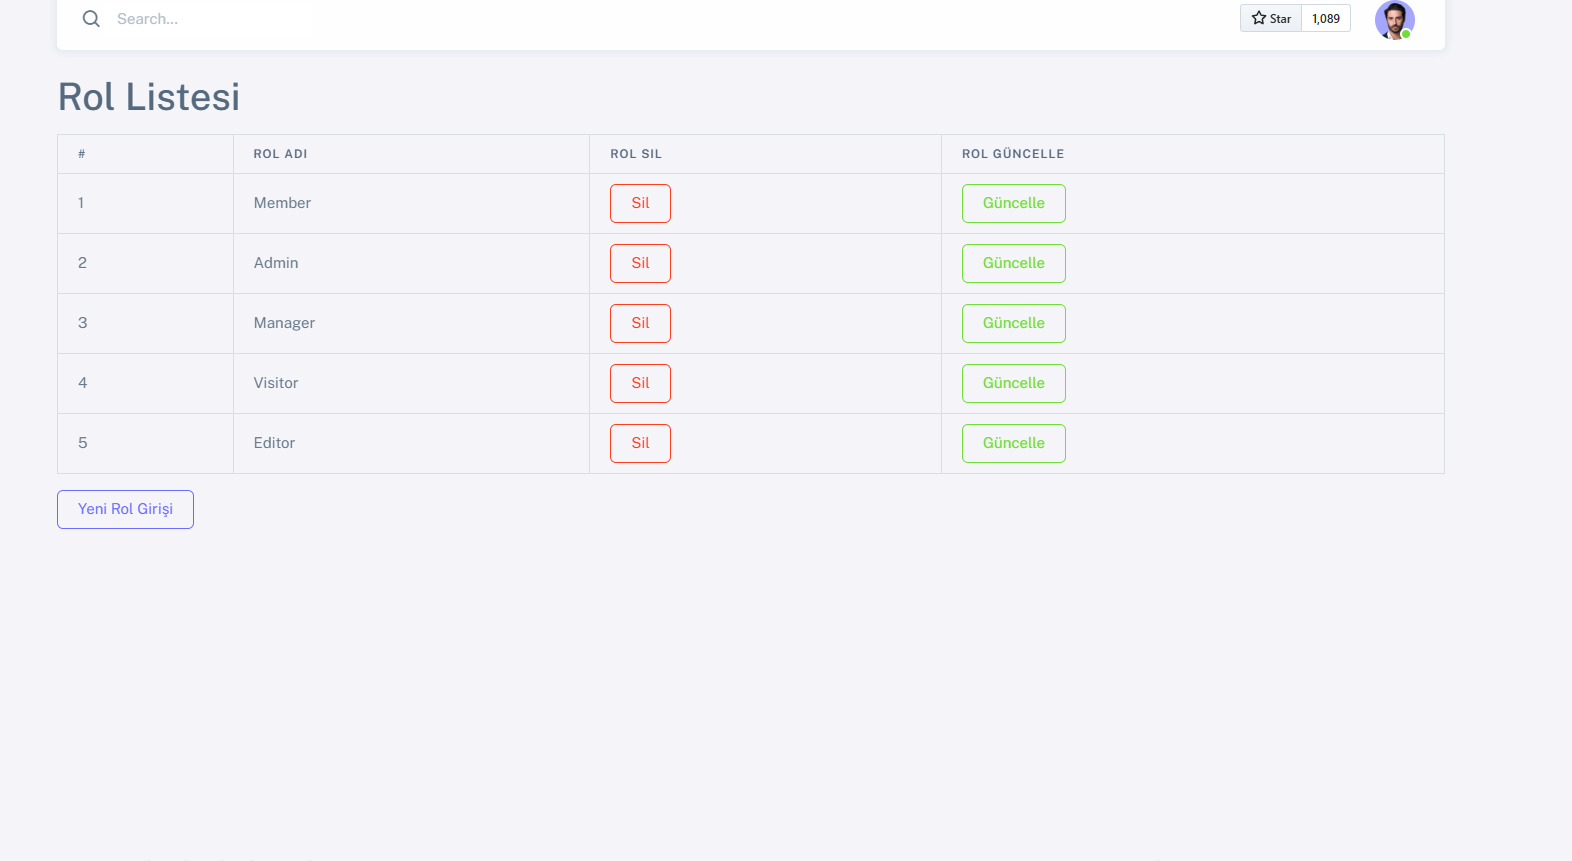 Search...
Star 1,089
Rol Listesi
# ROL ADI ROL SIL ROL GÜNCELLE
1 Member Sil Güncelle
2 Admin Sil Güncelle
3 Manager Sil Güncelle
4 Visitor Sil Güncelle
5 Editor Sil Güncelle
Yeni Rol Girişi